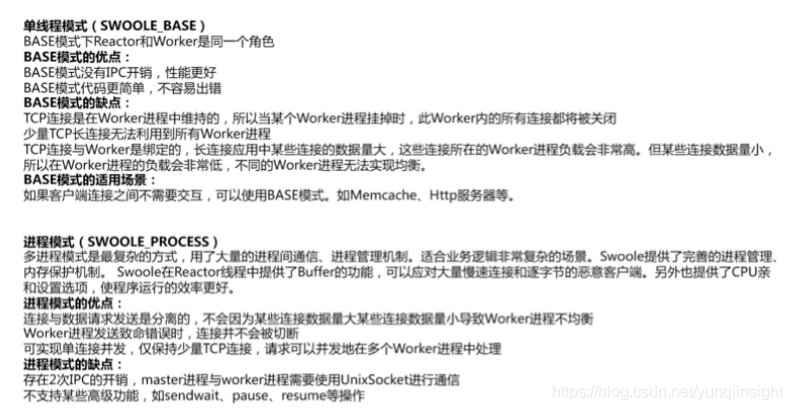 单线程模式（SWOOLE_BASE）
BASE模式下Reactor和Worker是同一个角色
BASE模式的优点：
BASE模式没有IPC开销，性能更好
BASE模式代码更简单，不容易出错
BASE模式的缺点：
TCP连接是在Worker进程中维持的，所以当某个Worker进程挂掉时，此Worker内的所有连接都将被关闭
少量TCP长连接无法利用到所有Worker进程
TCP连接与Worker是绑定的，长连接应用中某些连接的数据量大，这些连接所在的Worker进程负载会非常高。但某些连接数据量小，
所以在Worker进程的负载会非常低，不同的Worker进程无法实现均衡。
BASE模式的适用场景：
如果客户端连接之间不需要交互，可以使用BASE模式。如Memcache、Http服务器等。
进程模式（SWOOLE_PROCESS）
多进程模式是最复杂的方式，用了大量的进程间通信、进程管理机制。适合业务逻辑非常复杂的场景。Swoole提供了完善的进程管理、
内存保护机制。 Swoole在Reactor线程中提供了Buffer的功能，可以应对大量慢速连接和逐字节的恶意客户端。另外也提供了CPU亲
和设置选项，使程序运行的效率更好。
进程模式的优点：
连接与数据请求发送是分离的，不会因为某些连接数据量大某些连接数据量小导致Worker进程不均衡
Worker进程发送致命错误时，连接并不会被切断
可实现单连接并发，仅保持少量TCP连接，请求可以并发地在多个Worker进程中处理
进程模式的缺点：
存在2次IPC的开销，master进程与worker进程需要使用UnixSocket进行通信
不支持某些高级功能，如sendwait、pause、resume等操作
https://blog.csdn.net/yunqiinsight